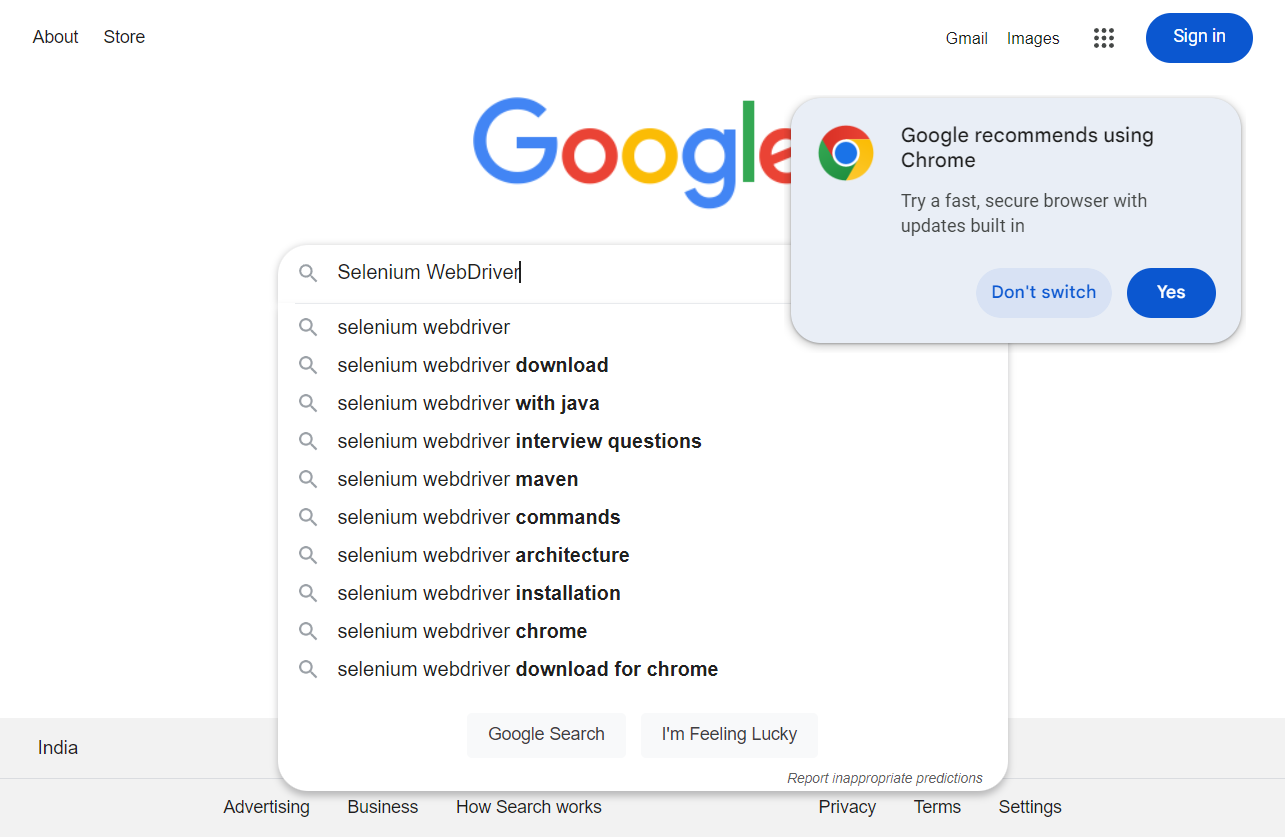 About Store Gmail Images Sign in
Google
Google recommends using
Chrome
Try a fast, secure browser with
updates built in
Don't switch Yes
Selenium WebDriver
selenium webdriver
selenium webdriver download
selenium webdriver with java
selenium webdriver interview questions
selenium webdriver maven
selenium webdriver commands
selenium webdriver architecture
selenium webdriver installation
selenium webdriver chrome
selenium webdriver download for chrome
Google Search I'm Feeling Lucky
India
Report inappropriate predictions
Advertising Business How Search works Privacy Terms Settings